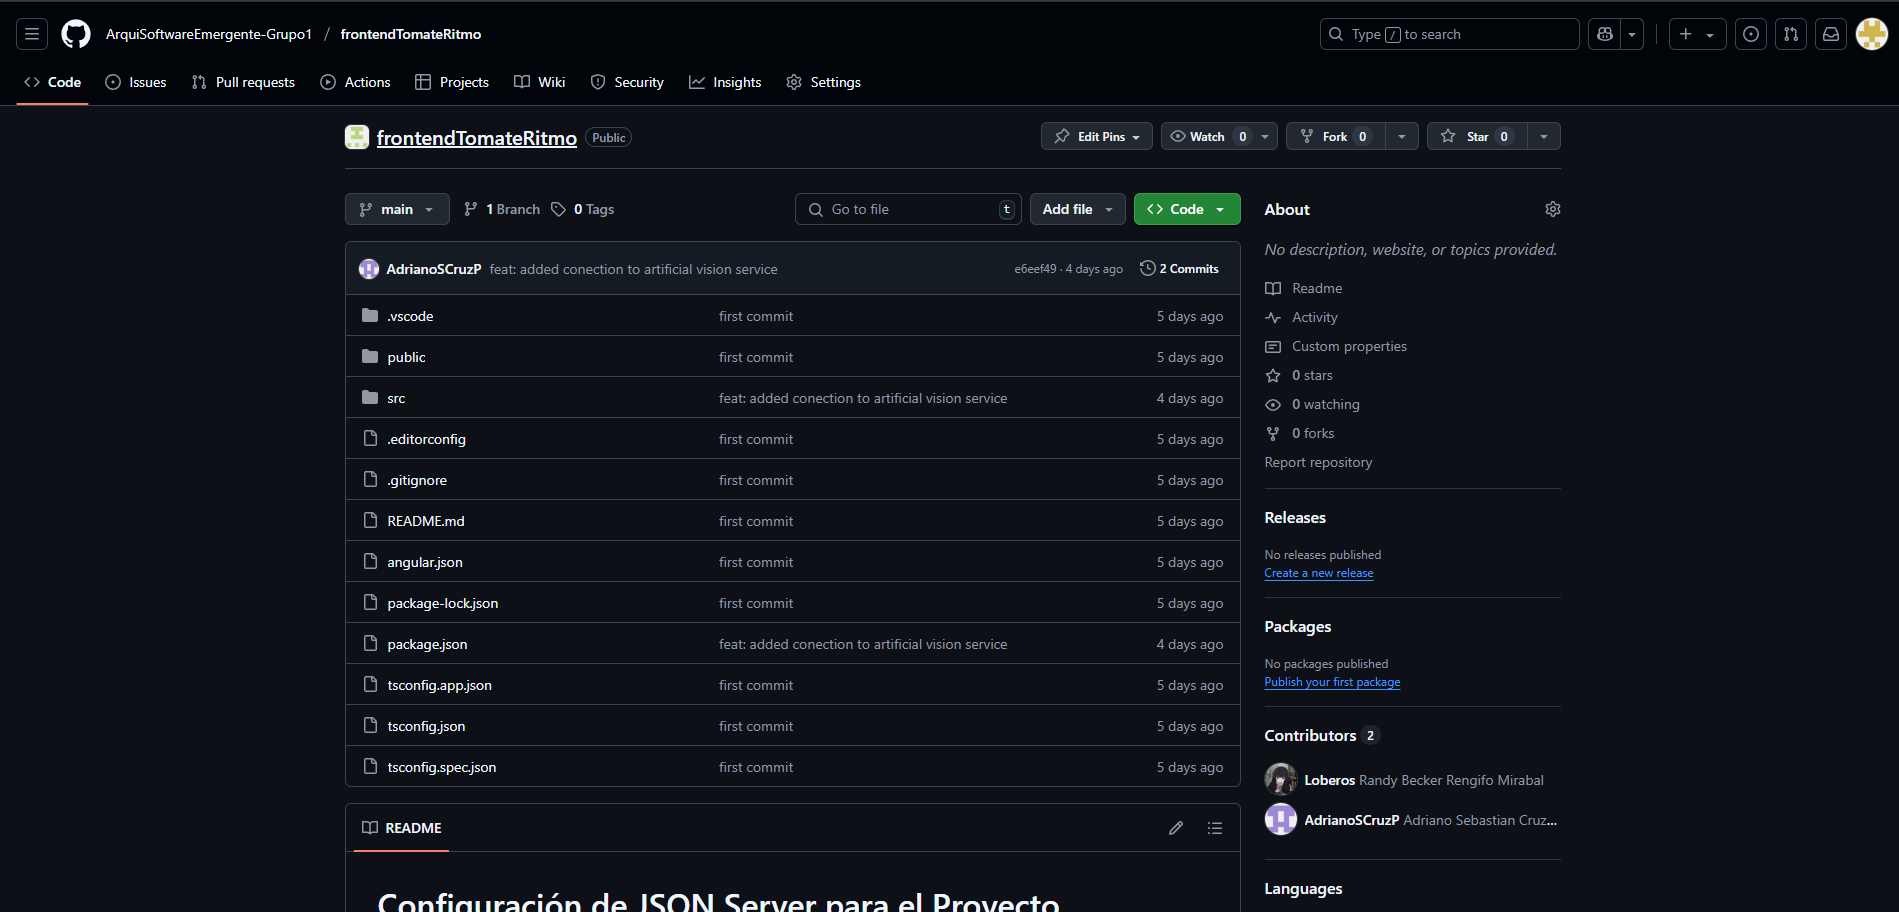 ArquiSoftwareEmergente-Grupo1 / frontendTomateRitmo
Type / to search
Code Issues Pull requests Actions Projects Wiki Security Insights Settings
frontendTomateRitmo Public
Edit Pins Watch 0 Fork 0 Star 0
main 1 Branch 0 Tags Go to file t Add file Code
AdrianoSCruzP feat: added conection to artificial vision service e6eef49 · 4 days ago 2 Commits
.vscode first commit 5 days ago
public first commit 5 days ago
src feat: added conection to artificial vision service 4 days ago
.editorconfig first commit 5 days ago
.gitignore first commit 5 days ago
README.md first commit 5 days ago
angular.json first commit 5 days ago
package-lock.json first commit 5 days ago
package.json feat: added conection to artificial vision service 4 days ago
tsconfig.app.json first commit 5 days ago
tsconfig.json first commit 5 days ago
tsconfig.spec.json first commit 5 days ago
README
Configuración de JSON Server para el Proyecto
About
No description, website, or topics provided.
Readme
Activity
Custom properties
0 stars
0 watching
0 forks
Report repository
Releases
No releases published
Create a new release
Packages
No packages published
Publish your first package
Contributors 2
Loberos Randy Becker Rengifo Mirabal
AdrianoSCruzP Adriano Sebastian Cruz...
Languages